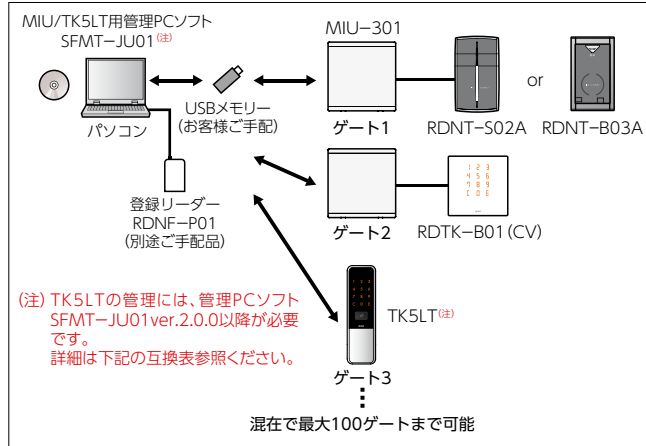 MIU/TK5LT用管理PCソフト
SFMT-JU01(注)
パソコン
USBメモリー
(お客様ご手配)
登録リーダー
RDNF-P01
(別途ご手配品)
MIU-301
ゲート1
RDNT-S02A
or
RDNT-B03A
ゲート2
1 2 3
4 5 6
7 8 9
C 0 E
RDTK-B01(CV)
TK5LT(注)
ゲート3
(注) TK5LTの管理には、管理PCソフト
SFMT-JU01ver.2.0.0以降が必要
です。
詳細は下記の互換表参照ください。
混在で最大100ゲートまで可能